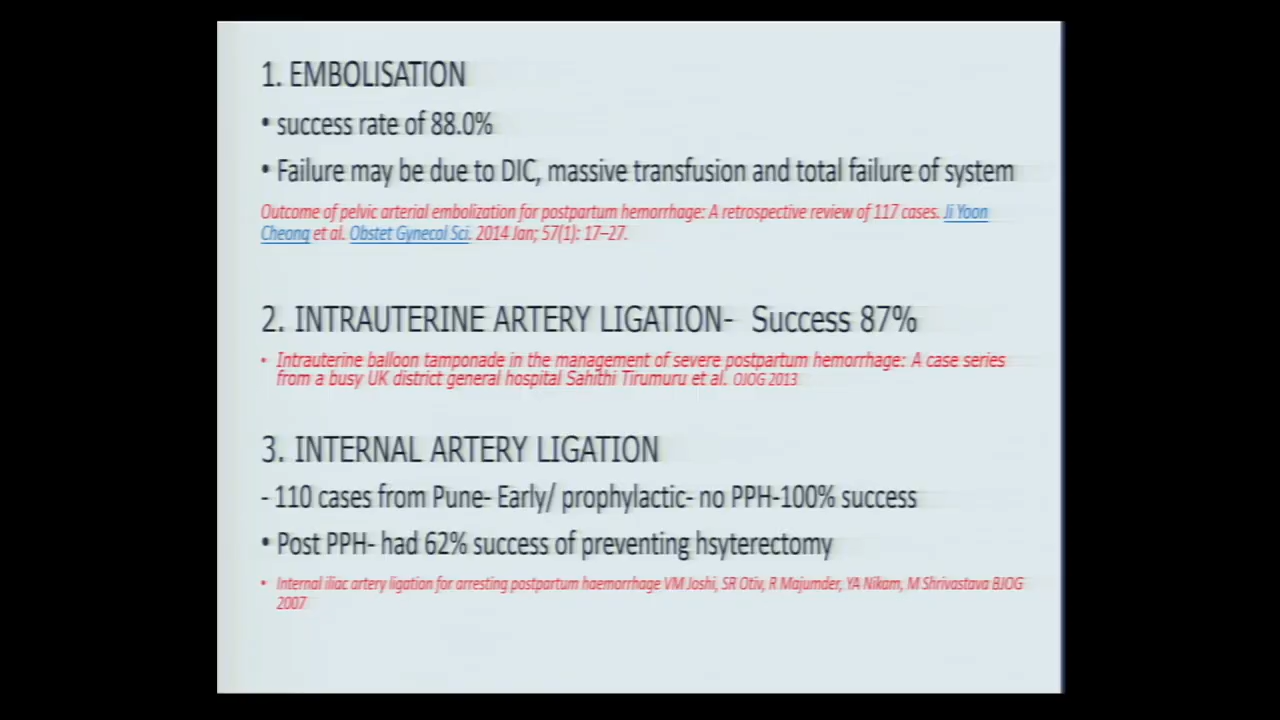 1. EMBOLISATION
• success rate of 88.0%
• Failure may be due to DIC, massive transfusion and total failure of system
Outcome of pelvic arterial embolization for postpartum hemorrhage: A retrospective review of 117 cases. Ji Yoon
Cheong et al. Obstet Gynecol Sci. 2014 Jan; 57(1): 17–27.
2. INTRAUTERINE ARTERY LIGATION- Success 87%
• Intrauterine balloon tamponade in the management of severe postpartum hemorrhage: A case series
from a busy UK district general hospital Sahithi Tirumuru et al. OJOG 2013
3. INTERNAL ARTERY LIGATION
- 110 cases from Pune- Early/ prophylactic- no PPH-100% success
• Post PPH- had 62% success of preventing hsyterectomy
• Internal iliac artery ligation for arresting postpartum haemorrhage VM Joshi, SR Otiv, R Majumder, YA Nikam, M Shrivastava BJOG
2007